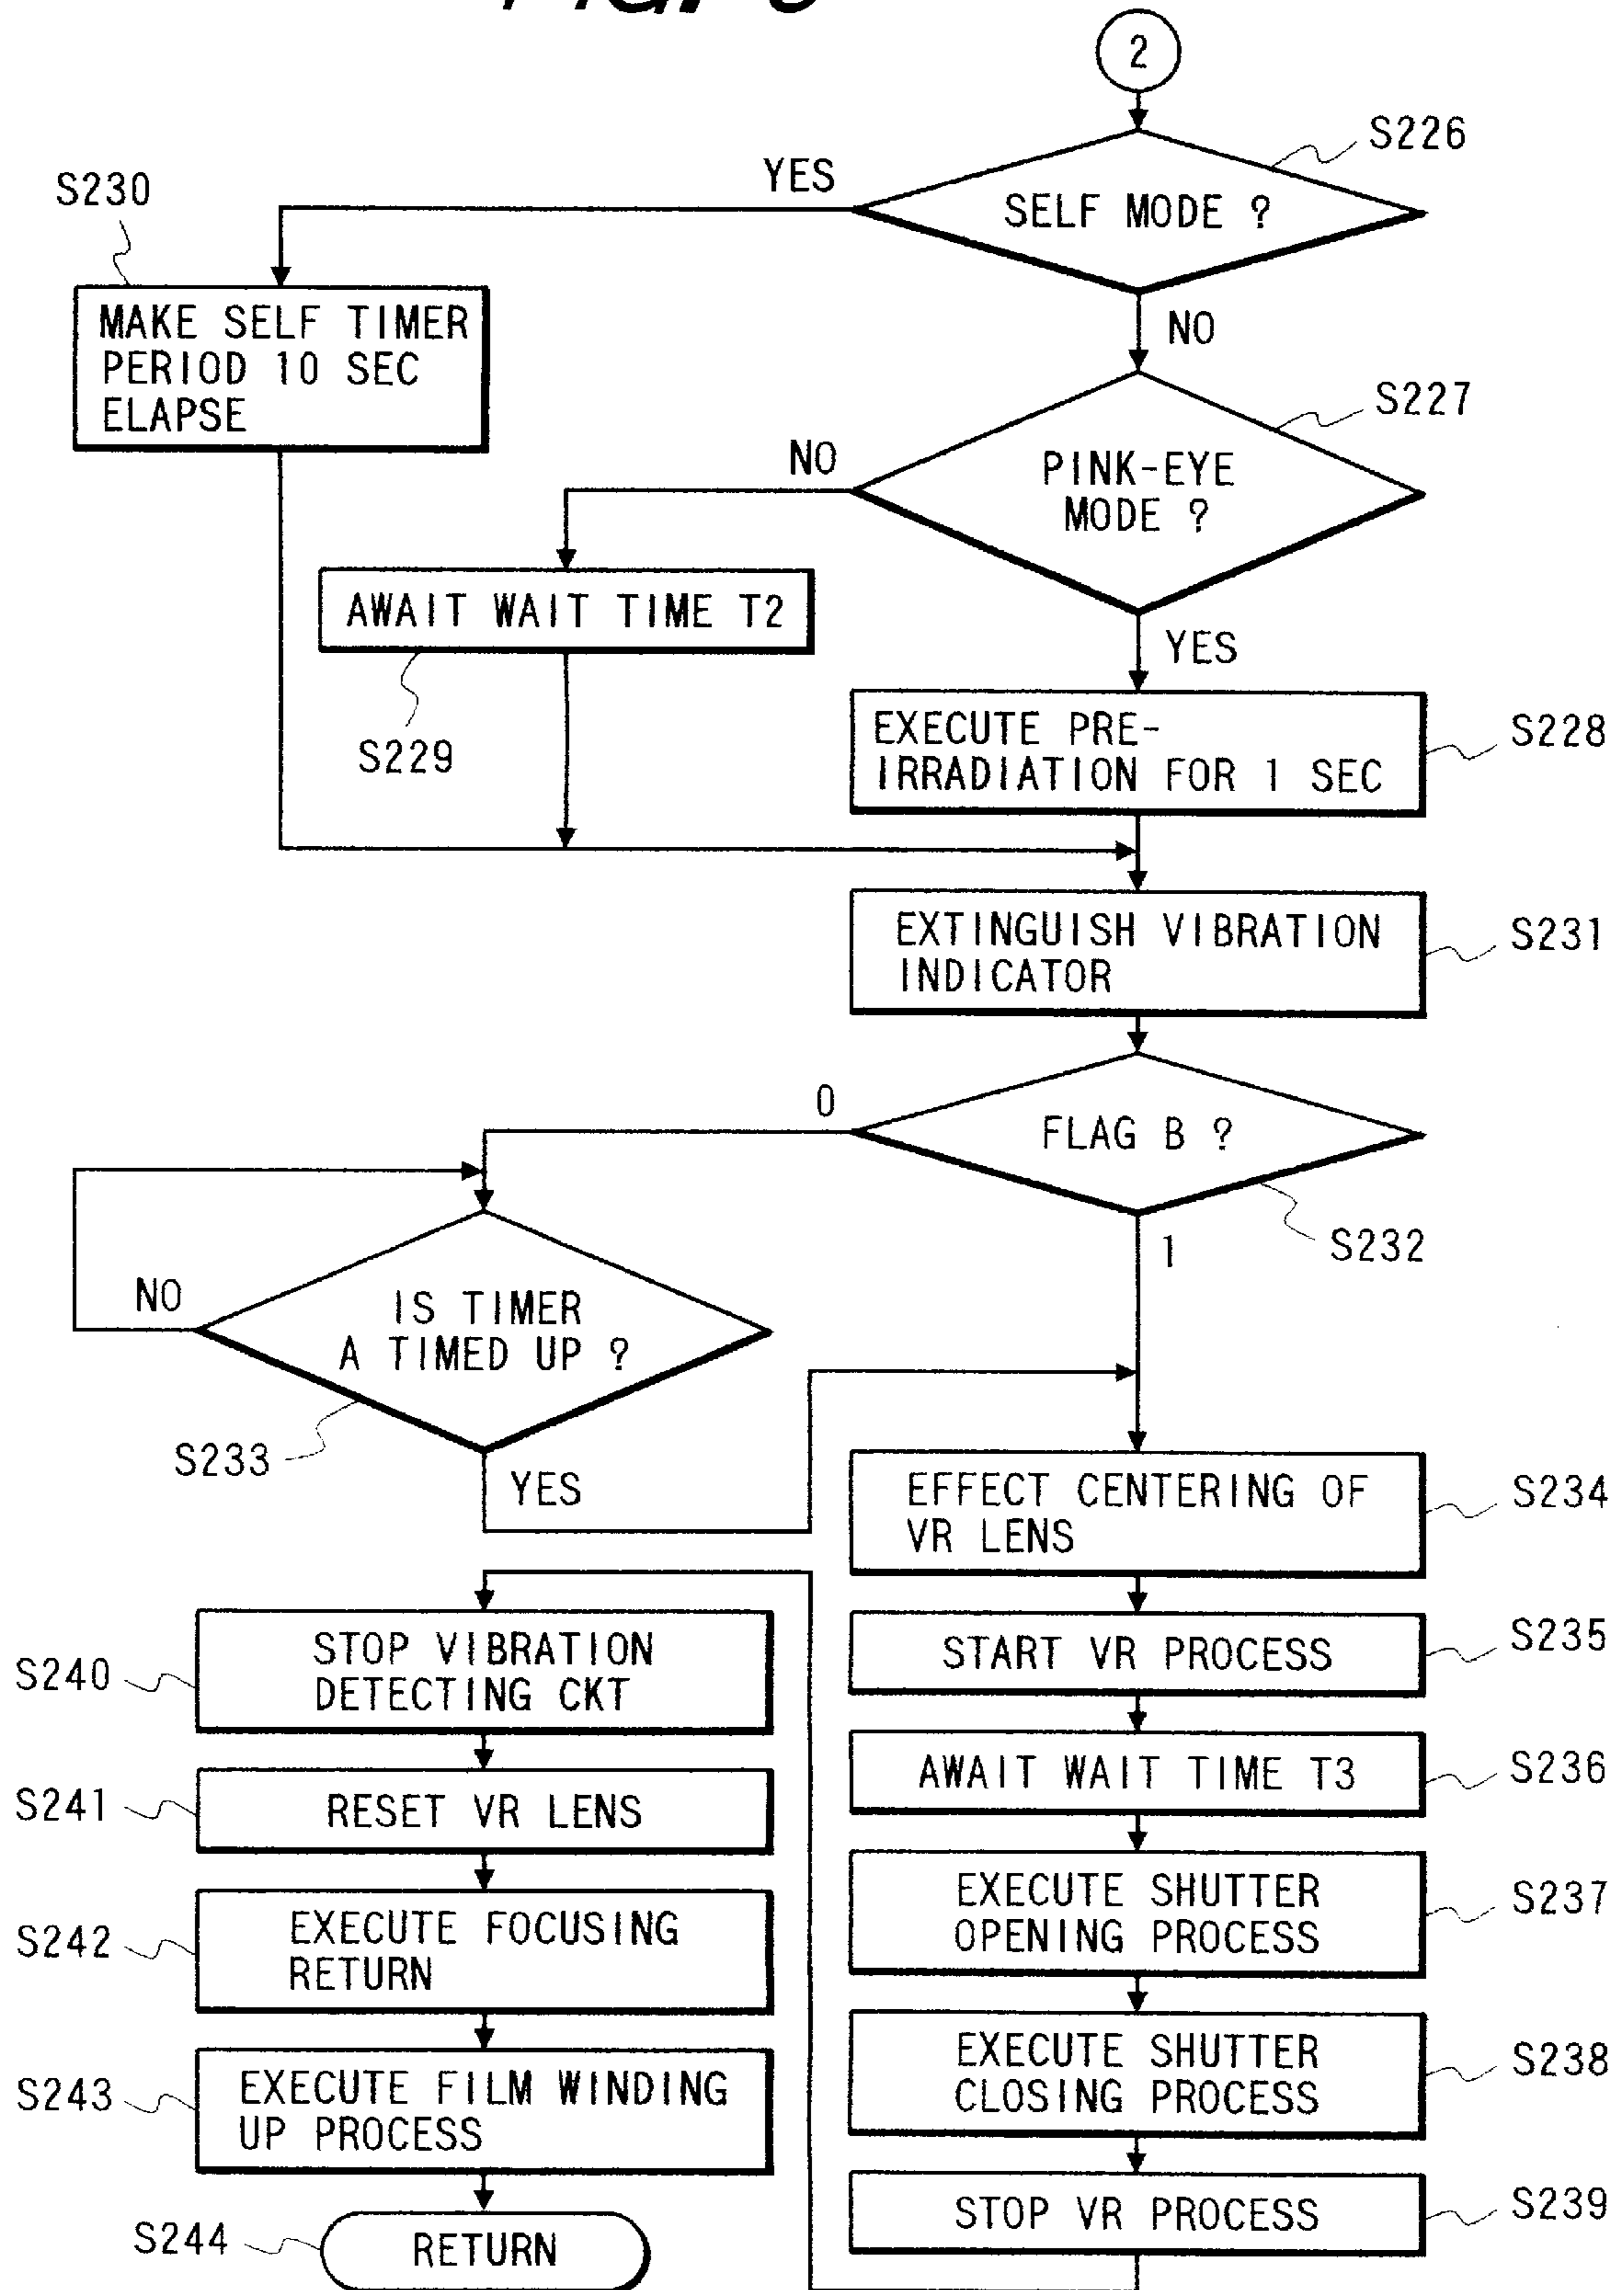 2
S226
YES
SELF MODE ?
S230
MAKE SELF TIMER
PERIOD 10 SEC
ELAPSE
NO
S227
NO
PINK-EYE
MODE ?
AWAIT WAIT TIME T2
YES
S229
EXECUTE PRE-
IRRADIATION FOR 1 SEC
S228
EXTINGUISH VIBRATION
INDICATOR
S231
0
FLAG B ?
1
S232
NO
IS TIMER
A TIMED UP ?
S233
YES
EFFECT CENTERING OF
VR LENS
S234
START VR PROCESS
S235
AWAIT WAIT TIME T3
S236
EXECUTE SHUTTER
OPENING PROCESS
S237
EXECUTE SHUTTER
CLOSING PROCESS
S238
STOP VR PROCESS
S239
S240
STOP VIBRATION
DETECTING CKT
S241
RESET VR LENS
S242
EXECUTE FOCUSING
RETURN
S243
EXECUTE FILM WINDING
UP PROCESS
S244
RETURN